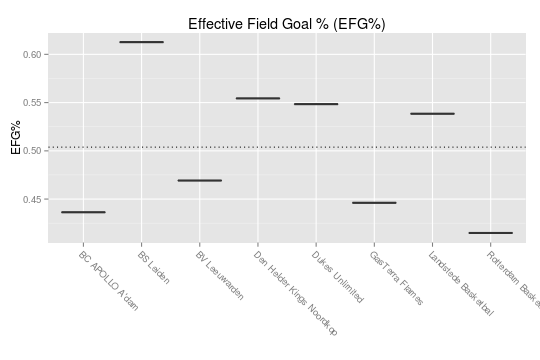 Effective Field Goal % (EFG%)
EFG%
0.60
0.55
0.50
0.45
BC APOLLO A'dam
BS Leiden
BV Leeuwarden
Den Helder Kings Noordkop
Dukes Unlimited
GasTerra Flames
Landstede Basketbal
Rotterdam Baske